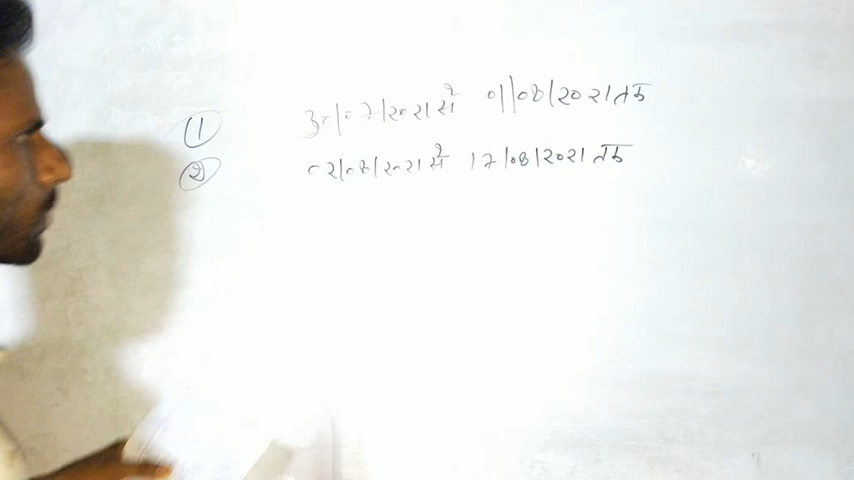 ① 30/07/2021 से 01/08/2021 तक
② 02/08/2021 से 17/08/2021 तक